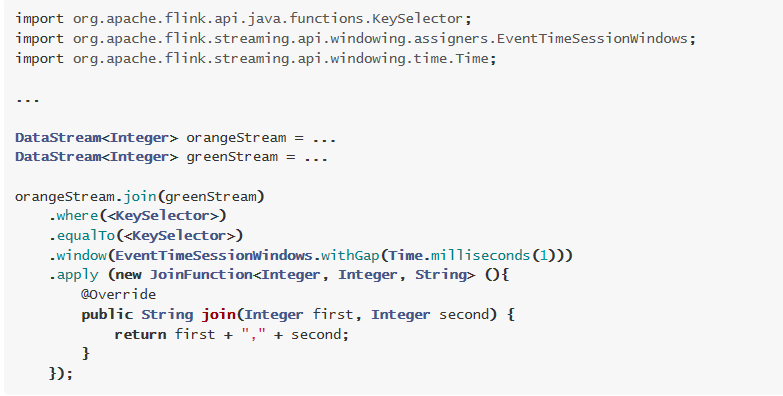 import org.apache.flink.api.java.functions.KeySelector;
import org.apache.flink.streaming.api.windowing.assigners.EventTimeSessionWindows;
import org.apache.flink.streaming.api.windowing.time.Time;

...

DataStream<Integer> orangeStream = ...
DataStream<Integer> greenStream = ...

orangeStream.join(greenStream)
    .where(<KeySelector>)
    .equalTo(<KeySelector>)
    .window(EventTimeSessionWindows.withGap(Time.milliseconds(1)))
    .apply (new JoinFunction<Integer, Integer, String> (){
        @Override
        public String join(Integer first, Integer second) {
            return first + "," + second;
        }
    });